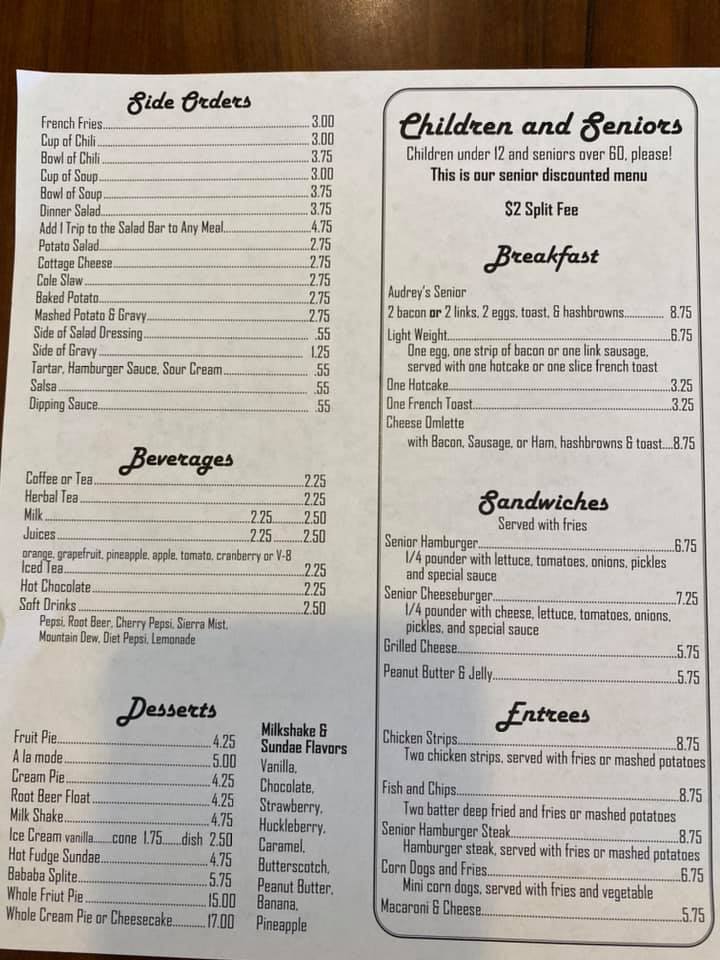 Side Orders
French Fries 3.00
Cup of Chili 3.00
Bowl of Chili 3.75
Cup of Soup 3.00
Bowl of Soup 3.75
Dinner Salad 3.75
Add 1 Trip to the Salad Bar to Any Meal 4.75
Potato Salad 2.75
Cottage Cheese 2.75
Cole Slaw 2.75
Baked Potato 2.75
Mashed Potato & Gravy 2.75
Side of Salad Dressing .55
Side of Gravy 1.25
Tartar, Hamburger Sauce, Sour Cream .55
Salsa .55
Dipping Sauce .55
Beverages
Coffee or Tea 2.25
Herbal Tea 2.25
Milk 2.25 2.50
Juices 2.25 2.50
orange, grapefruit, pineapple, apple, tomato, cranberry or V-8
Iced Tea 2.25
Hot Chocolate 2.25
Soft Drinks 2.50
Pepsi, Root Beer, Cherry Pepsi, Sierra Mist,
Mountain Dew, Diet Pepsi, Lemonade
Desserts
Fruit Pie 4.25
A la mode 5.00
Cream Pie 4.25
Root Beer Float 4.25
Milk Shake 4.75
Ice Cream vanilla cone 1.75 dish 2.50
Hot Fudge Sundae 4.75
Bababa Splite 5.75
Whole Friut Pie 15.00
Whole Cream Pie or Cheesecake 17.00
Milkshake &
Sundae Flavors
Vanilla,
Chocolate,
Strawberry,
Huckleberry,
Caramel,
Butterscotch,
Peanut Butter,
Banana,
Pineapple
Children and Seniors
Children under 12 and seniors over 60, please!
This is our senior discounted menu
$2 Split Fee
Breakfast
Audrey's Senior
2 bacon or 2 links, 2 eggs, toast, & hashbrowns 8.75
Light Weight 6.75
One egg, one strip of bacon or one link sausage,
served with one hotcake or one slice french toast
One Hotcake 3.25
One French Toast 3.25
Cheese Omlette
with Bacon, Sausage, or Ham, hashbrowns & toast 8.75
Sandwiches
Served with fries
Senior Hamburger 6.75
1/4 pounder with lettuce, tomatoes, onions, pickles
and special sauce
Senior Cheeseburger 7.25
1/4 pounder with cheese, lettuce, tomatoes, onions,
pickles, and special sauce
Grilled Cheese 5.75
Peanut Butter & Jelly 5.75
Entrees
Chicken Strips 8.75
Two chicken strips, served with fries or mashed potatoes
Fish and Chips 8.75
Two batter deep fried and fries or mashed potatoes
Senior Hamburger Steak 8.75
Hamburger steak, served with fries or mashed potatoes
Corn Dogs and Fries 6.75
Mini corn dogs, served with fries and vegetable
Macaroni & Cheese 5.75